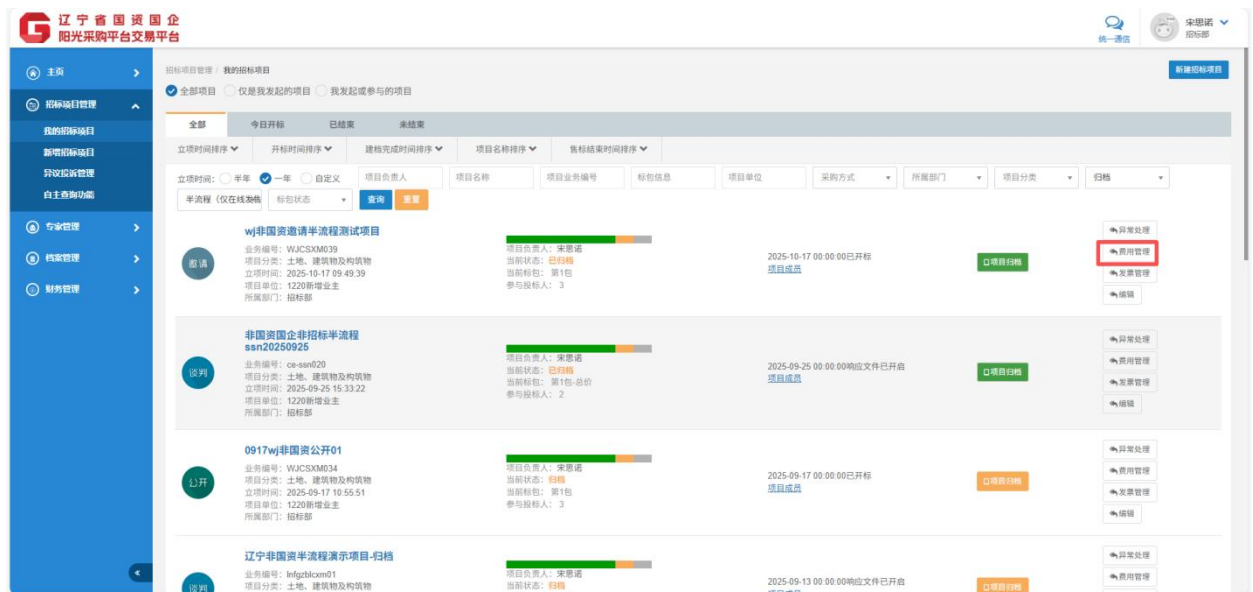 辽宁省国资国企
阳光采购平台交易平台
统一通信
宋思诺
招标部
主页
招标项目管理
我的招标项目
新增招标项目
异议投诉管理
自主查询功能
专家管理
档案管理
财务管理
招标项目管理 / 我的招标项目
新建招标项目
全部项目 仅是我发起的项目 我发起或参与的项目
全部 今日开标 已结束 未结束
立项时间排序 开标时间排序 建档完成时间排序 项目名称排序 售标结束时间排序
立项时间: 半年 一年 自定义 项目负责人 项目名称 项目业务编号 标包信息 项目单位 采购方式 所属部门 项目分类 归档
半流程（仅在线发售 标包状态 查询 重置
邀请
wj非国资邀请半流程测试项目
业务编号: WJCSXM039
项目分类: 土地、建筑物及构筑物
立项时间: 2025-10-17 09:49:39
项目单位: 1220新增业主
所属部门: 招标部
项目负责人: 宋思诺
当前状态: 已归档
当前标包: 第1包
参与投标人: 3
2025-10-17 00:00:00已开标
项目成员
项目归档
异常处理
费用管理
发票管理
编辑
谈判
非国资国企非招标半流程
ssn20250925
业务编号: ce-ssn020
项目分类: 土地、建筑物及构筑物
立项时间: 2025-09-25 15:33:22
项目单位: 1220新增业主
所属部门: 招标部
项目负责人: 宋思诺
当前状态: 已归档
当前标包: 第1包-总价
参与投标人: 2
2025-09-25 00:00:00响应文件已开启
项目成员
项目归档
异常处理
费用管理
发票管理
编辑
公开
0917wj非国资公开01
业务编号: WJCSXM034
项目分类: 土地、建筑物及构筑物
立项时间: 2025-09-17 10:55:51
项目单位: 1220新增业主
所属部门: 招标部
项目负责人: 宋思诺
当前状态: 归档
当前标包: 第1包
参与投标人: 3
2025-09-17 00:00:00已开标
项目成员
项目归档
异常处理
费用管理
发票管理
编辑
谈判
辽宁非国资半流程演示项目-归档
业务编号: lnfgzblcxm01
项目分类: 土地、建筑物及构筑物
项目负责人: 宋思诺
当前状态: 归档
2025-09-13 00:00:00响应文件已开启
项目成员
项目归档
异常处理
费用管理
发票管理